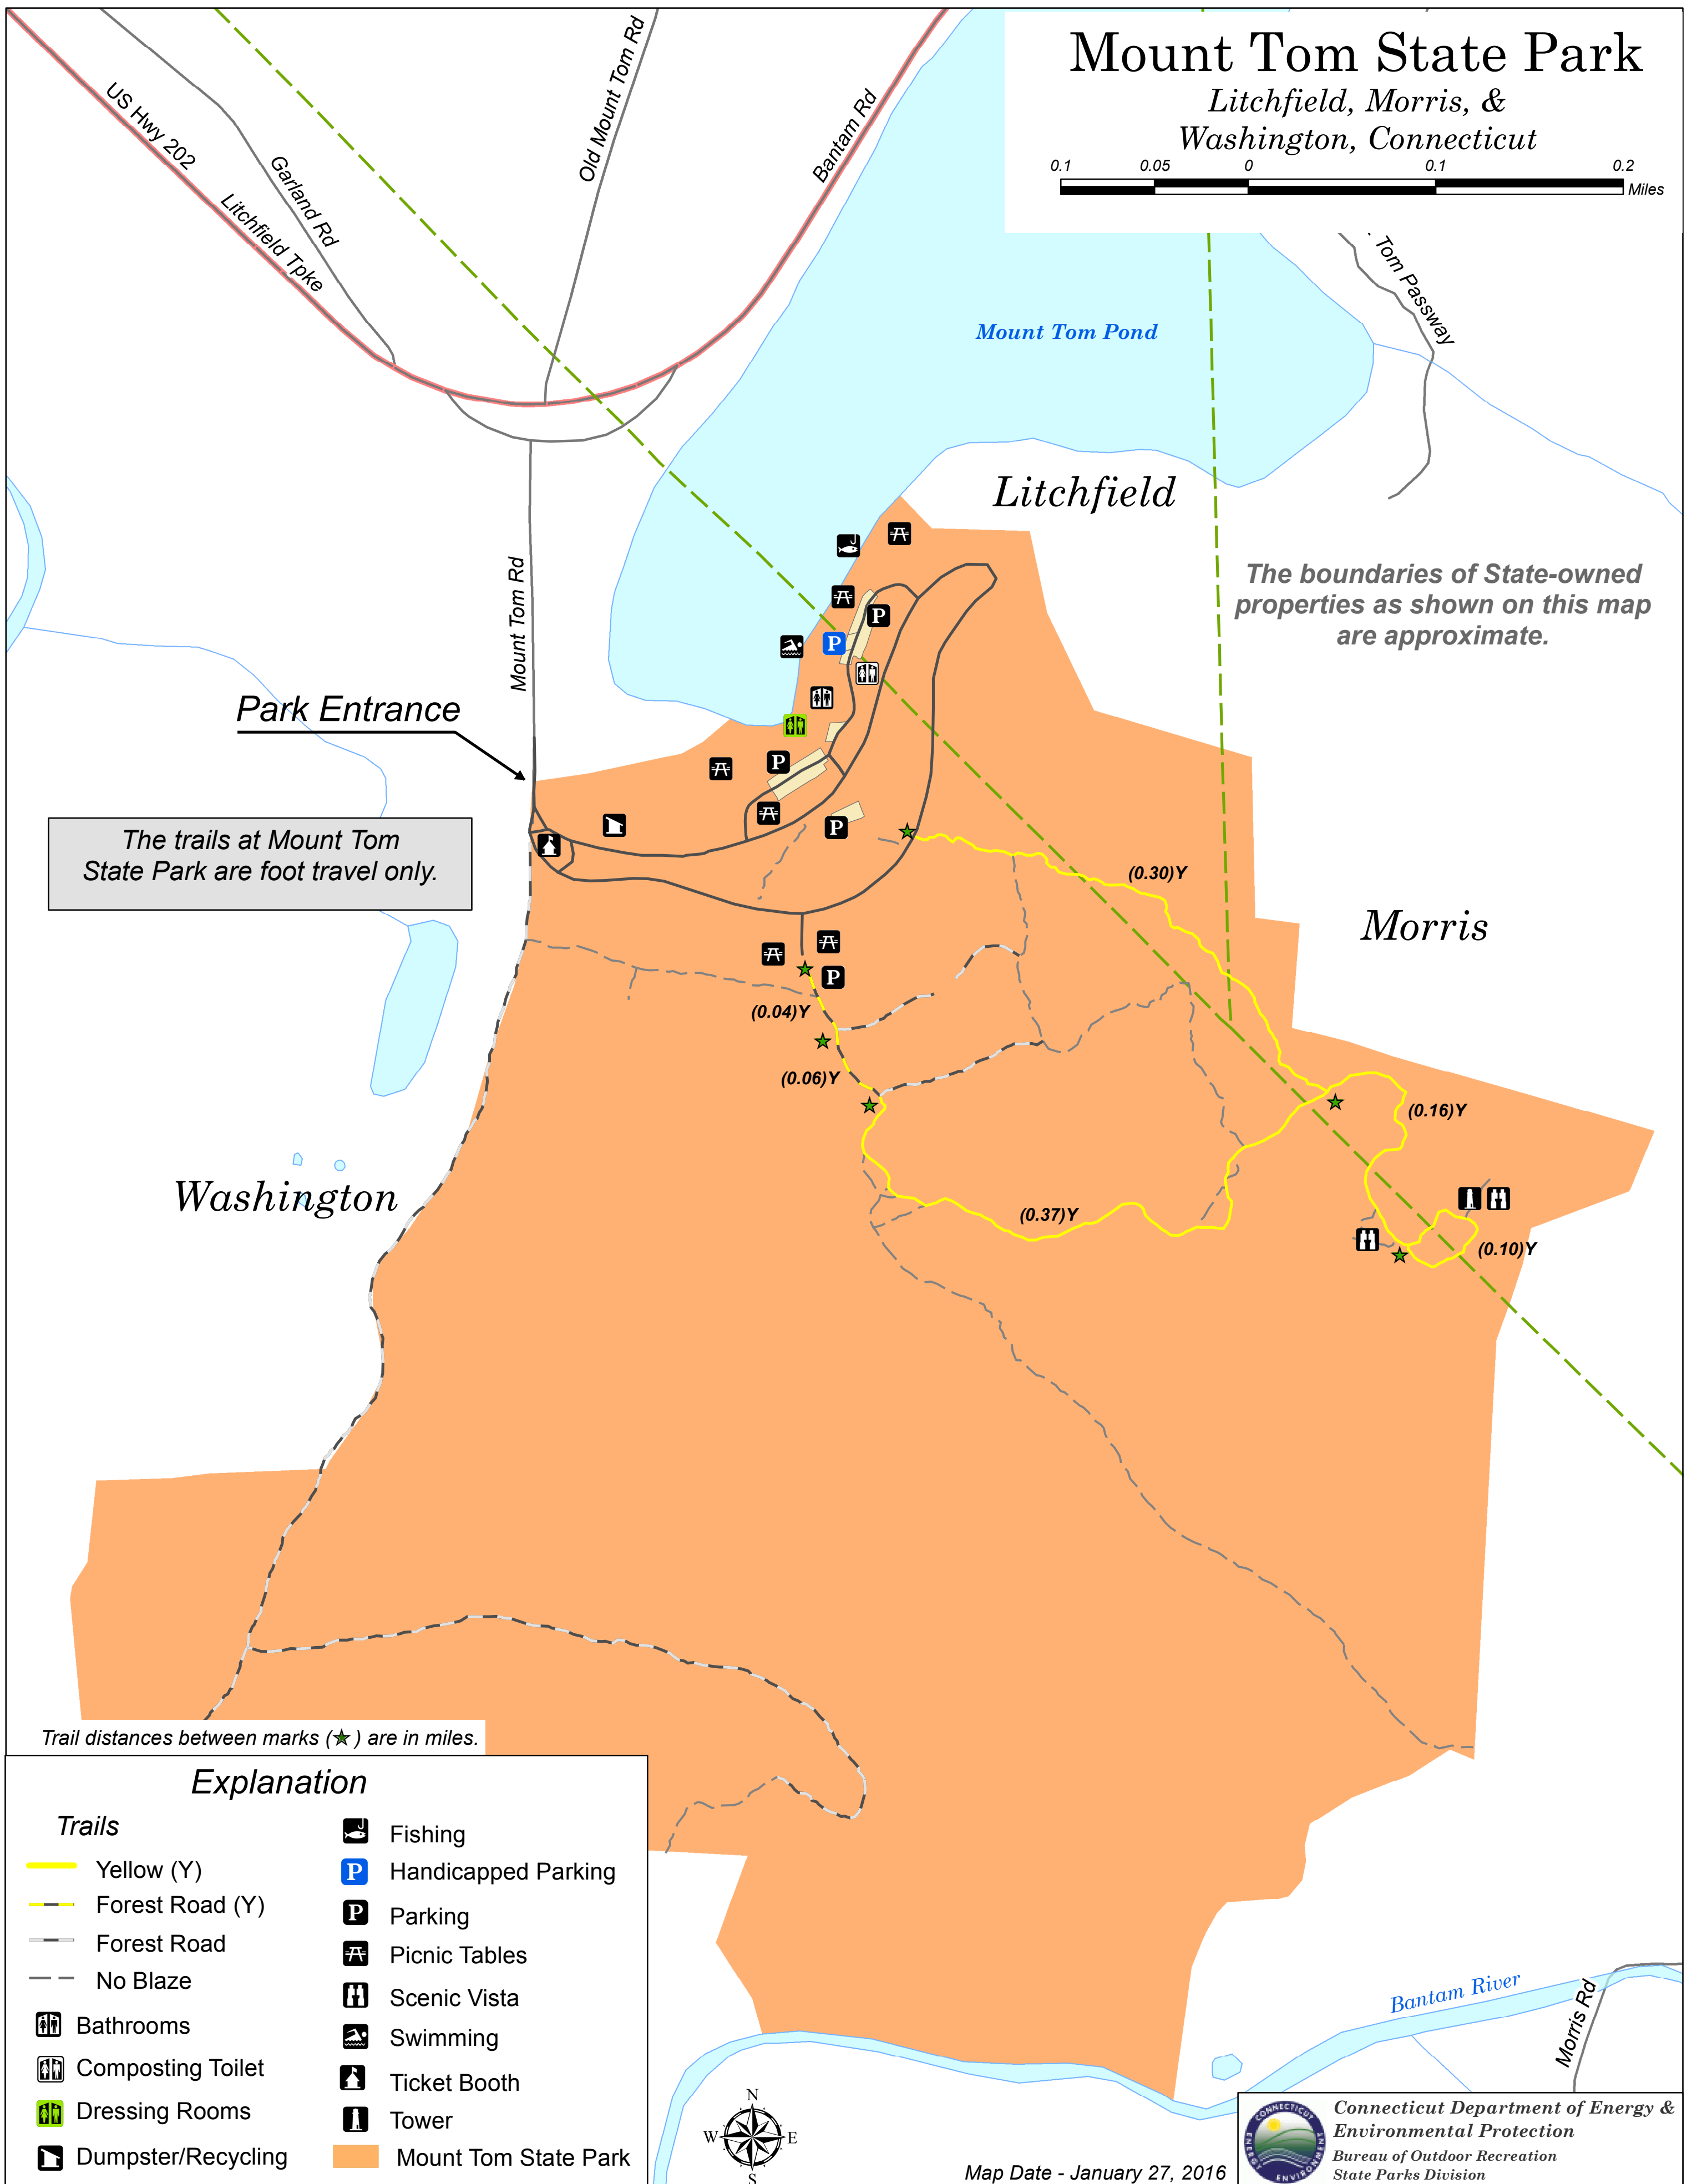 Mount Tom State Park
Litchfield, Morris, &
Washington, Connecticut
0.1 0.05 0 0.1 0.2
Miles
US Hwy 202
Litchfield Tpke
Garland Rd
Old Mount Tom Rd
Bantam Rd
Tom Passway
Mount Tom Pond
Litchfield
The boundaries of State-owned
properties as shown on this map
are approximate.
Mount Tom Rd
P
P
Park Entrance
P
The trails at Mount Tom
State Park are foot travel only.
P
(0.30)Y
Morris
P
(0.04)Y
(0.06)Y
(0.16)Y
Washington
(0.37)Y
(0.10)Y
Trail distances between marks (★) are in miles.
Explanation
Trails
Yellow (Y)
Forest Road (Y)
Forest Road
No Blaze
Bathrooms
Composting Toilet
Dressing Rooms
Dumpster/Recycling
Fishing
P Handicapped Parking
P Parking
Picnic Tables
Scenic Vista
Swimming
Ticket Booth
Tower
Mount Tom State Park
Bantam River
Morris Rd
N
W E
S
Map Date - January 27, 2016
CONNECTICUT
ENERGY
ENVIRONMENT
Connecticut Department of Energy &
Environmental Protection
Bureau of Outdoor Recreation
State Parks Division